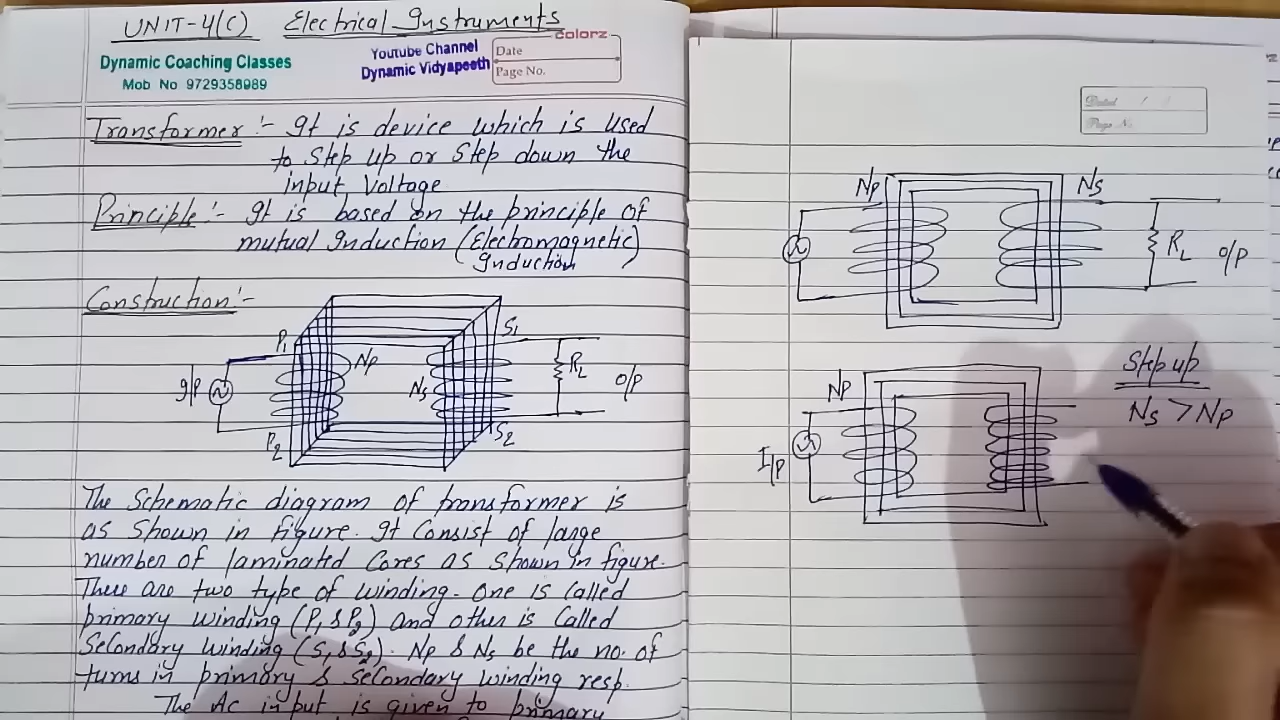 UNIT-4(C) Electrical Instruments
Dynamic Coaching Classes
Mob No 9729358989
Youtube Channel
Dynamic Vidyapeeth
colorz
Date
Page No.
Transformer :- It is device which is used
to Step up or Step down the
input Voltage
Principle :- It is based on the principle of
mutual Induction (Electromagnetic)
Induction
Construction :-
P1
S1
Np
I/p
Ns
RL
O/P
P2
S2
The Schematic diagram of transformer is
as Shown in figure. It Consist of large
number of laminated Cores as Shown in figure.
There are two type of winding. One is Called
primary winding (P1 & P2) and other is Called
Secondary winding (S1 & S2). Np & Ns be the no. of
turns in primary & Secondary winding resp.
The Ac input is given to primary
Dated / /
Page No
Np
Ns
RL
O/P
Step up
Np
Ns > Np
I/p